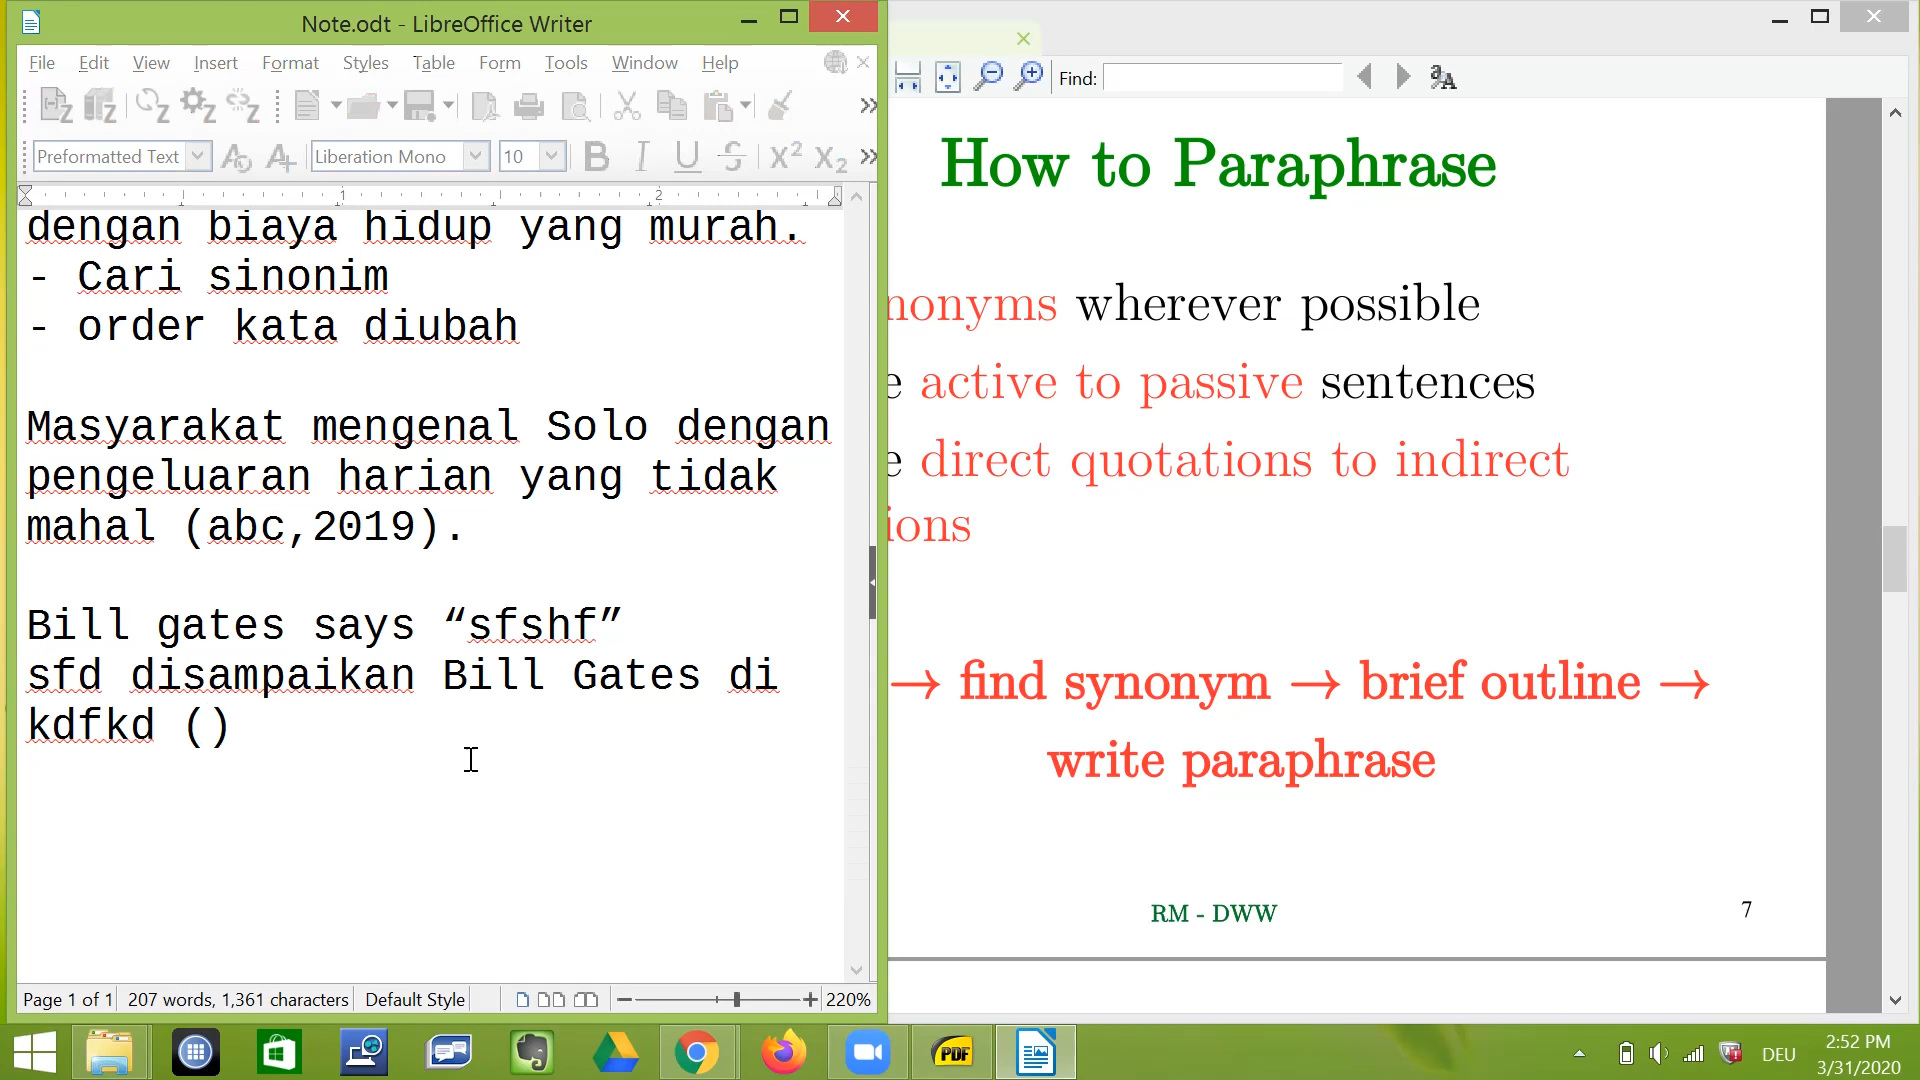 Note.odt - LibreOffice Writer
File Edit View Insert Format Styles Table Form Tools Window Help
Preformatted Text Liberation Mono 10
1 2
dengan biaya hidup yang murah.
- Cari sinonim
- order kata diubah
Masyarakat mengenal Solo dengan
pengeluaran harian yang tidak
mahal (abc,2019).
Bill gates says “sfshf”
sfd disampaikan Bill Gates di
kdfkd ()
Page 1 of 1 207 words, 1,361 characters Default Style 220%
Find:
How to Paraphrase
nonyms wherever possible
e active to passive sentences
e direct quotations to indirect
ions
→ find synonym → brief outline →
write paraphrase
RM - DWW
7
PDF
DEU
2:52 PM
3/31/2020